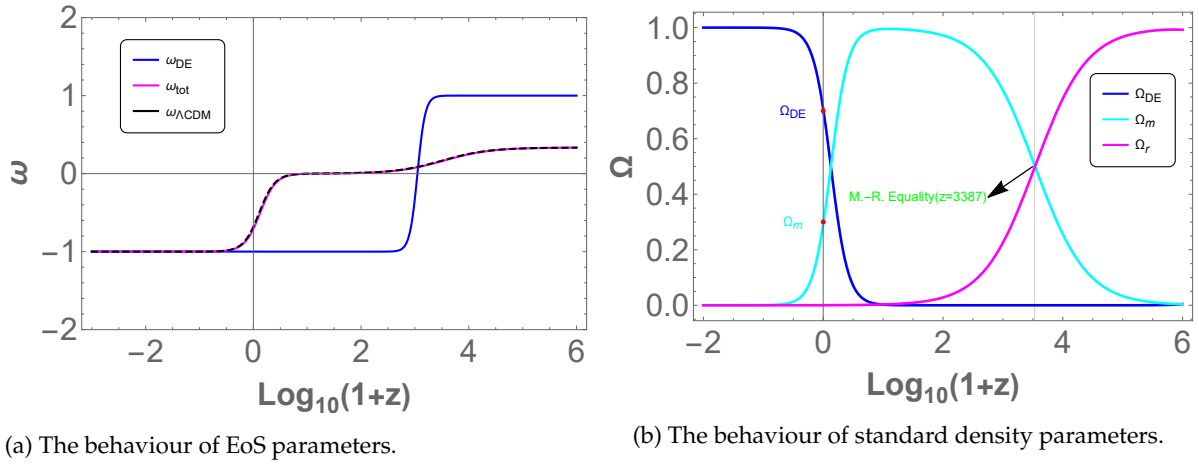 2
1
0
−1
−2
ω
ω_DE
ω_tot
ω_ΛCDM
−2 0 2 4 6
Log₁₀(1+z)
(a) The behaviour of EoS parameters.
1.0
0.8
0.6
0.4
0.2
0.0
Ω
Ω_DE
Ω_m
M.-R. Equality(z≈3387)
Ω_DE
Ω_m
Ω_r
−2 0 2 4 6
Log₁₀(1+z)
(b) The behaviour of standard density parameters.